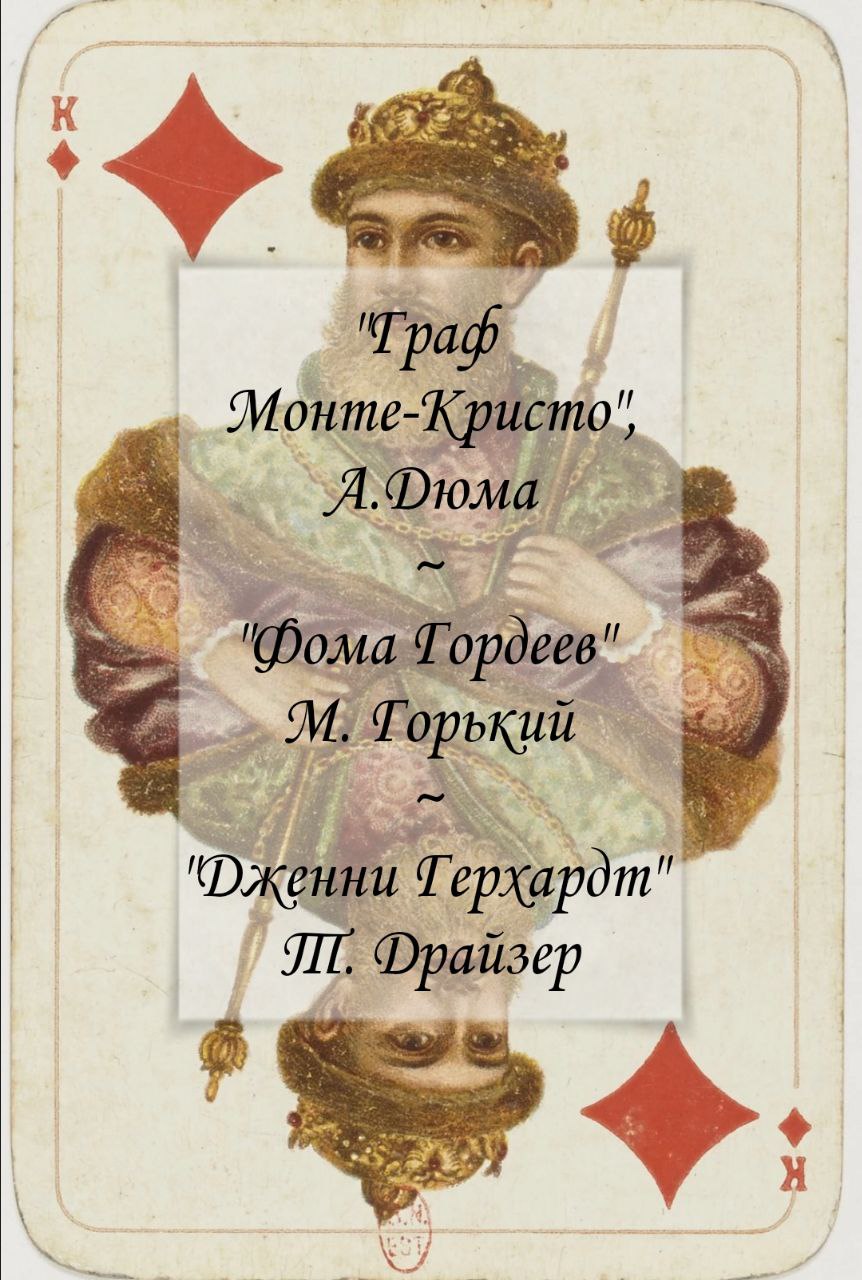 K
"Граф
Монте-Кристо",
А.Дюма
~
"Фома Гордеев"
М. Горький
~
"Дженни Герхардт"
Т. Драйзер
K